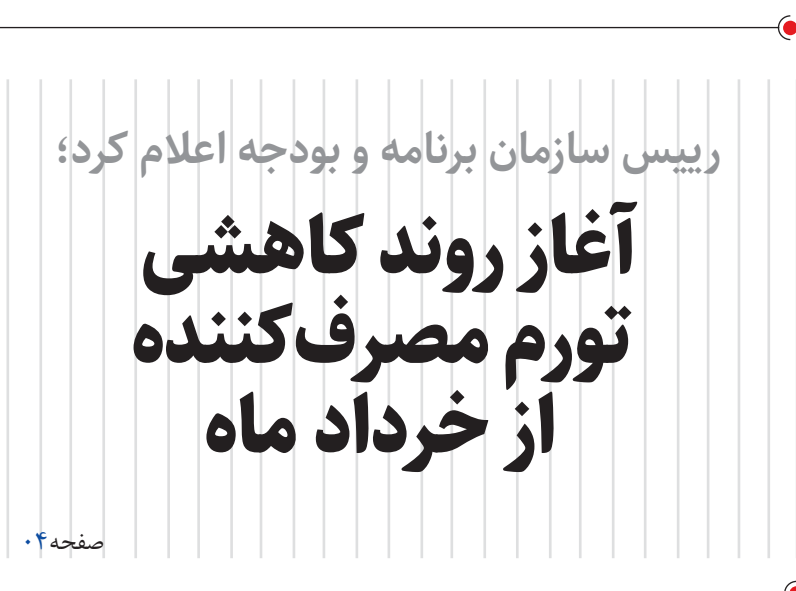 رییس سازمان برنامه و بودجه اعلام کرد؛
آغاز روند کاهشی
تورم مصرف‌کننده
از خرداد ماه
صفحه ۰۴